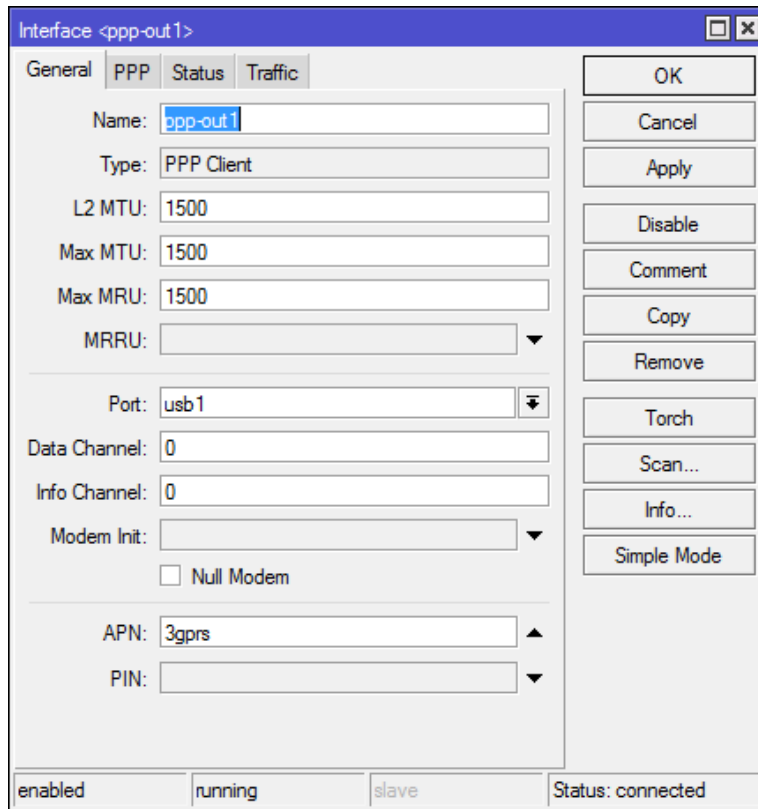 Interface <ppp-out1>
General PPP Status Traffic
Name: ppp-out1
Type: PPP Client
L2 MTU: 1500
Max MTU: 1500
Max MRU: 1500
MRRU:
Port: usb1
Data Channel: 0
Info Channel: 0
Modem Init:
Null Modem
APN: 3gprs
PIN:
OK
Cancel
Apply
Disable
Comment
Copy
Remove
Torch
Scan...
Info...
Simple Mode
enabled running slave Status: connected